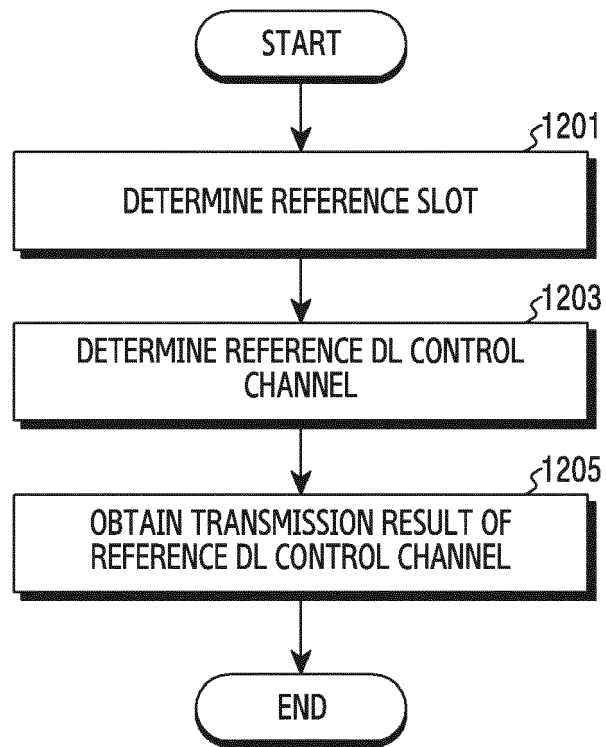 START
1201
DETERMINE REFERENCE SLOT
1203
DETERMINE REFERENCE DL CONTROL
CHANNEL
1205
OBTAIN TRANSMISSION RESULT OF
REFERENCE DL CONTROL CHANNEL
END